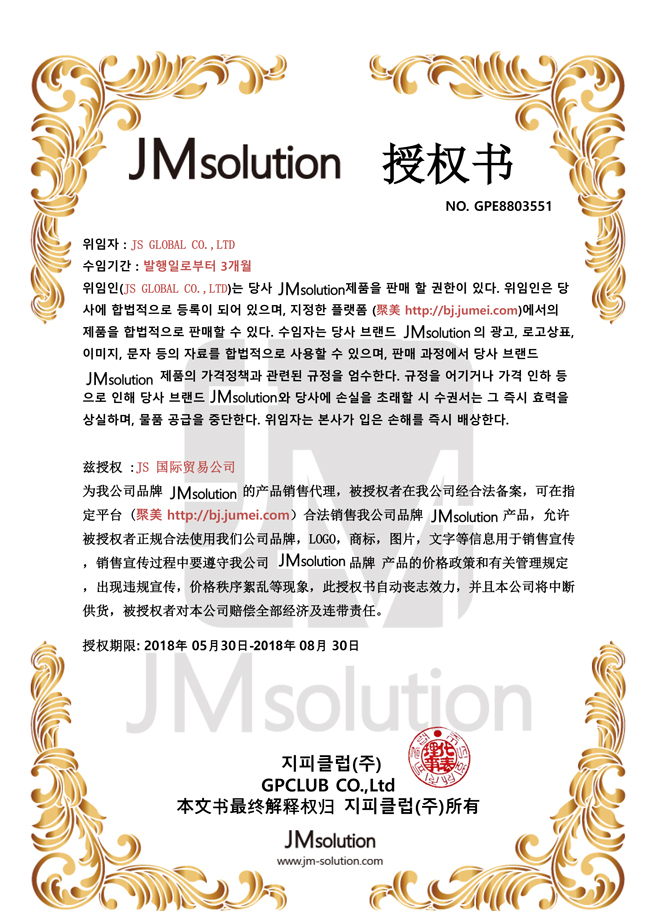 JMsolution 授权书
NO. GPE8803551
위임자 : JS GLOBAL CO.,LTD
수임기간 : 발행일로부터 3개월
위임인(JS GLOBAL CO.,LTD)는 당사 JMsolution제품을 판매 할 권한이 있다. 위임인은 당
사에 합법적으로 등록이 되어 있으며, 지정한 플랫폼 (聚美 http://bj.jumei.com)에서의
제품을 합법적으로 판매할 수 있다. 수임자는 당사 브랜드 JMsolution 의 광고, 로고상표,
이미지, 문자 등의 자료를 합법적으로 사용할 수 있으며, 판매 과정에서 당사 브랜드
JMsolution 제품의 가격정책과 관련된 규정을 엄수한다. 규정을 어기거나 가격 인하 등
으로 인해 당사 브랜드 JMsolution와 당사에 손실을 초래할 시 수권서는 그 즉시 효력을
상실하며, 물품 공급을 중단한다. 위임자는 본사가 입은 손해를 즉시 배상한다.
兹授权 :JS 国际贸易公司
为我公司品牌 JMsolution 的产品销售代理，被授权者在我公司经合法备案，可在指
定平台（聚美 http://bj.jumei.com）合法销售我公司品牌 JMsolution 产品，允许
被授权者正规合法使用我们公司品牌，LOGO，商标，图片，文字等信息用于销售宣传
，销售宣传过程中要遵守我公司 JMsolution 品牌 产品的价格政策和有关管理规定
，出现违规宣传，价格秩序絮乱等现象，此授权书自动丧志效力，并且本公司将中断
供货，被授权者对本公司赔偿全部经济及连带责任。
授权期限: 2018年 05月30日-2018年 08月 30日
JMsolution
지피클럽(주)
GPCLUB CO.,Ltd
本文书最终解释权归 지피클럽(주)所有
JMsolution
www.jm-solution.com